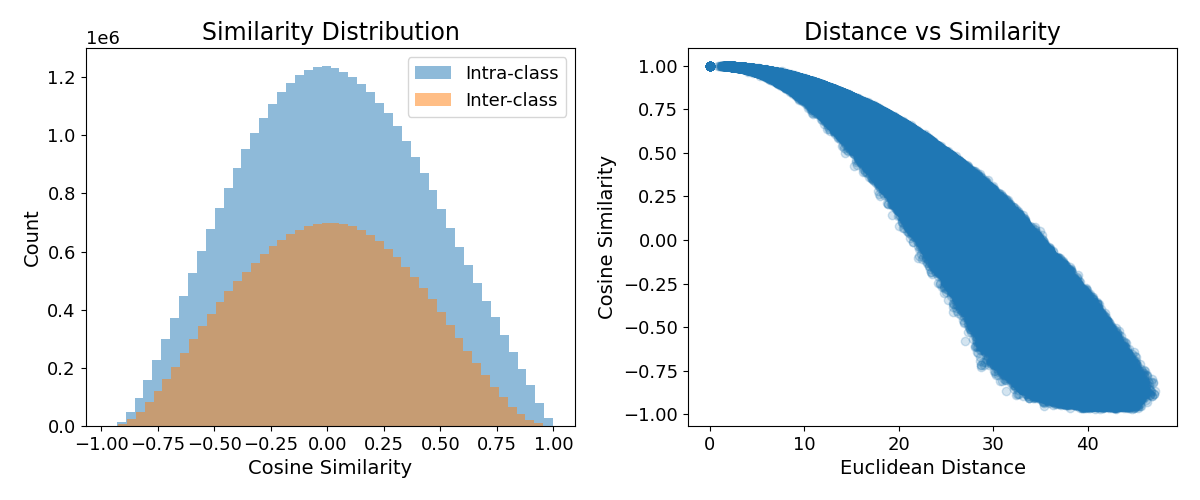 Similarity Distribution
1e6
1.2
1.0
0.8
0.6
0.4
0.2
0.0
Count
Intra-class
Inter-class
−1.00 −0.75 −0.50 −0.25 0.00 0.25 0.50 0.75 1.00
Cosine Similarity
Distance vs Similarity
1.00
0.75
0.50
0.25
0.00
−0.25
−0.50
−0.75
−1.00
Cosine Similarity
0 10 20 30 40
Euclidean Distance